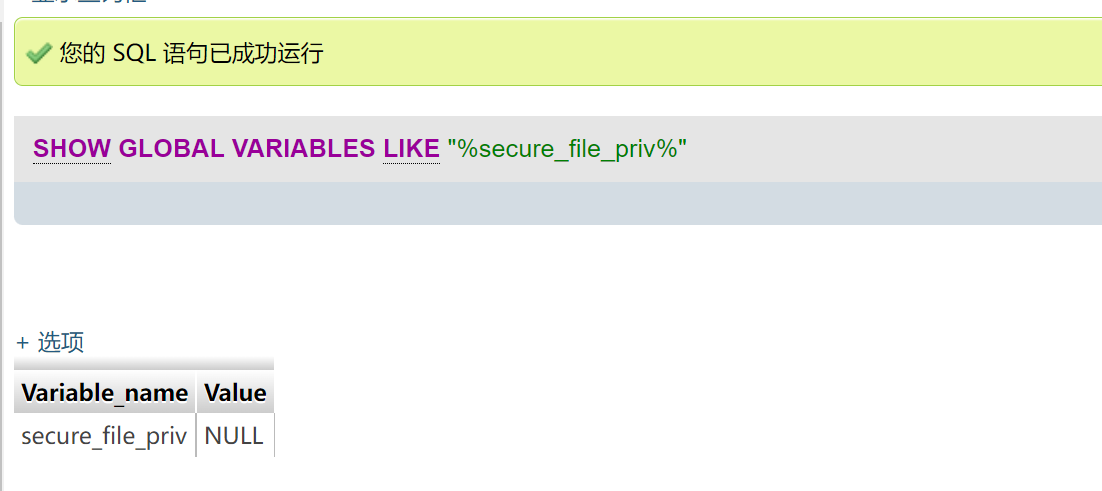 您的 SQL 语句已成功运行
SHOW GLOBAL VARIABLES LIKE "%secure_file_priv%"
+ 选项
Variable_name Value
secure_file_priv NULL